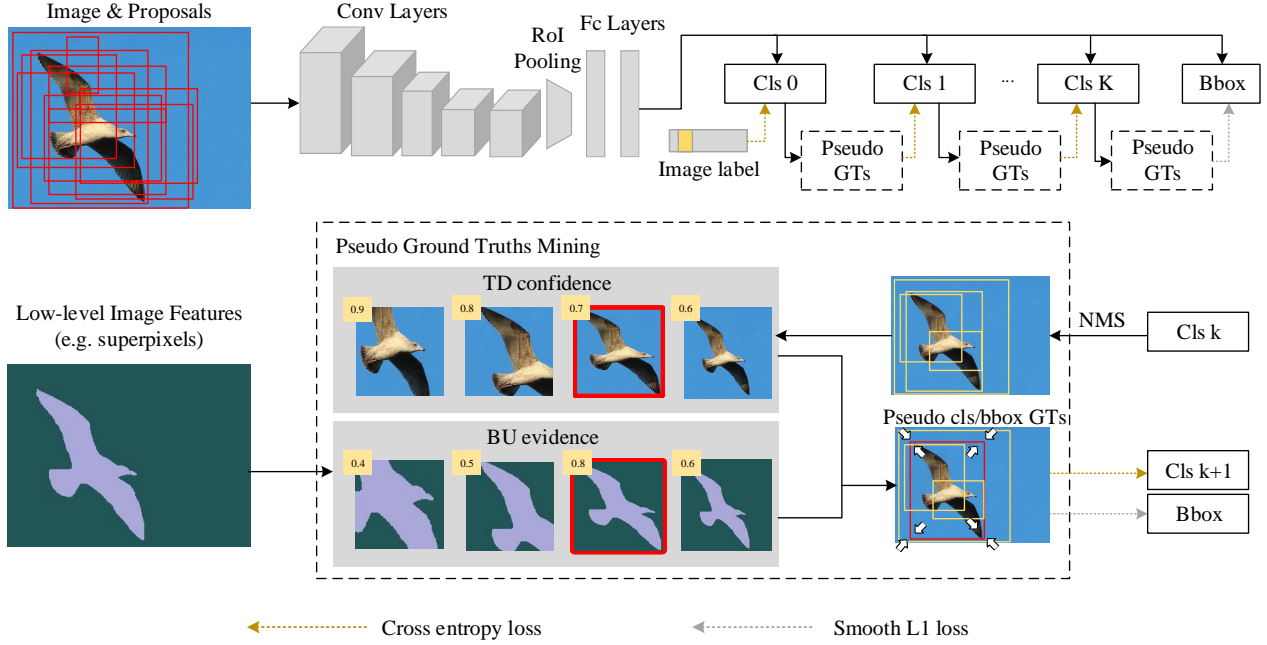 Image & Proposals
Conv Layers
RoI
Pooling
Fc Layers
Cls 0
Cls 1
...
Cls K
Bbox
Image label
Pseudo
GTs
Pseudo
GTs
Pseudo
GTs
Pseudo Ground Truths Mining
TD confidence
0.9
0.8
0.7
0.6
NMS
Cls k
Low-level Image Features
(e.g. superpixels)
BU evidence
0.4
0.5
0.8
0.6
Pseudo cls/bbox GTs
Cls k+1
Bbox
Cross entropy loss
Smooth L1 loss